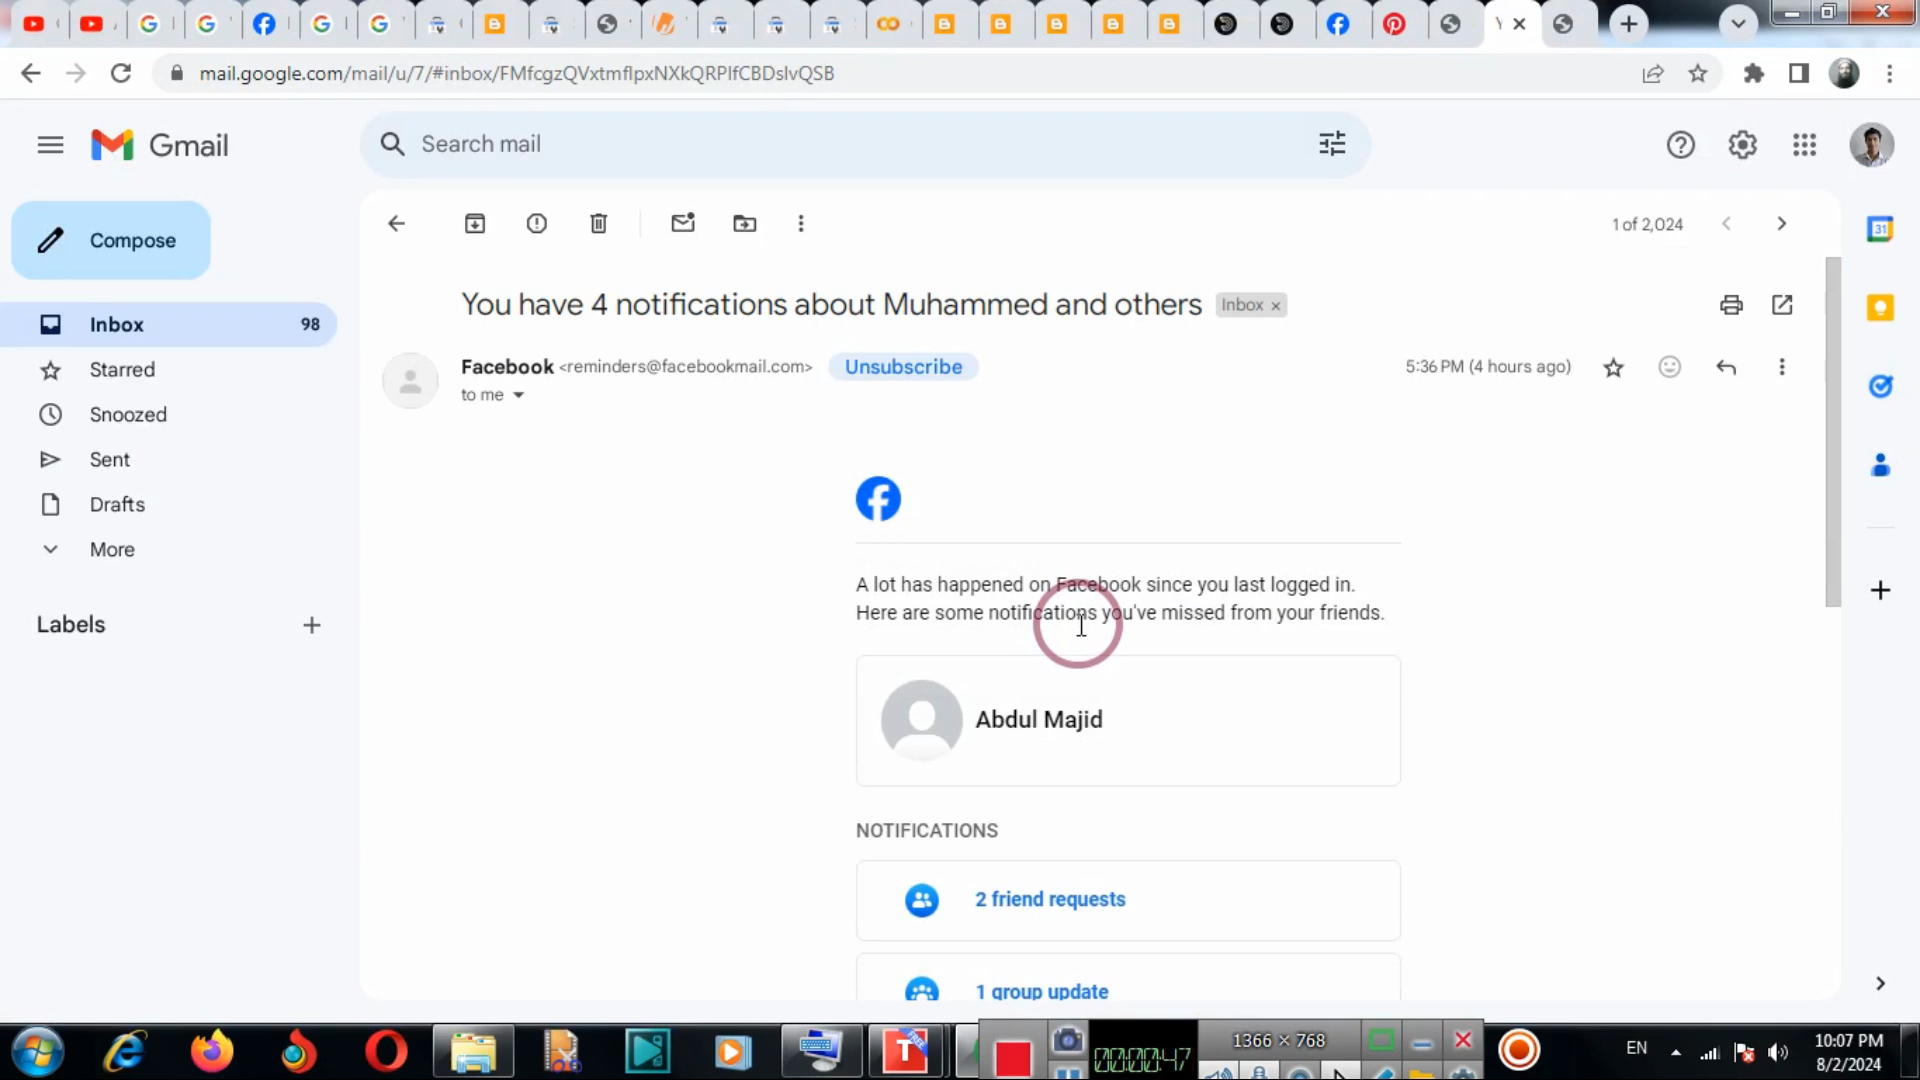 mail.google.com/mail/u/7/#inbox/FMfcgzQVxtmflpxNXkQRPlfCBDslvQSB
Gmail
Search mail
Compose
1 of 2,024
You have 4 notifications about Muhammed and others
Inbox ×
Inbox 98
Starred
Snoozed
Sent
Drafts
More
Labels
Facebook <reminders@facebookmail.com> Unsubscribe
5:36 PM (4 hours ago)
to me
A lot has happened on Facebook since you last logged in.
Here are some notifications you've missed from your friends.
Abdul Majid
NOTIFICATIONS
2 friend requests
1 group update
00:00:47
1366 × 768
EN
10:07 PM
8/2/2024